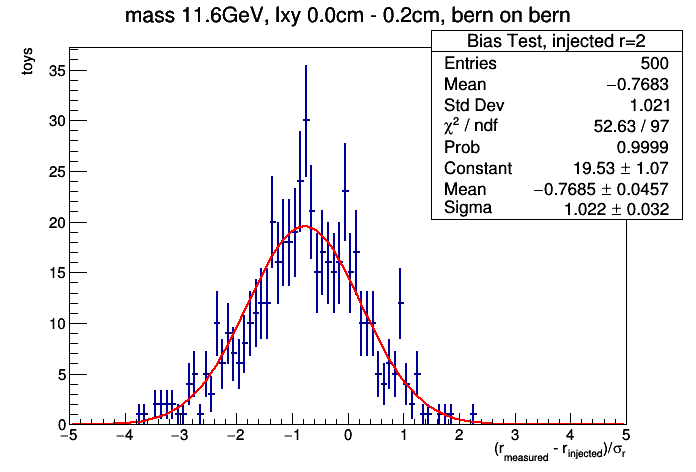 mass 11.6GeV, lxy 0.0cm - 0.2cm, bern on bern
Bias Test, injected r=2
Entries 500
Mean −0.7683
Std Dev 1.021
χ² / ndf 52.63 / 97
Prob 0.9999
Constant 19.53 ± 1.07
Mean −0.7685 ± 0.0457
Sigma 1.022 ± 0.032
toys
35
30
25
20
15
10
5
0
−5 −4 −3 −2 −1 0 1 2 3 4 5
(r_measured - r_injected)/σ_r